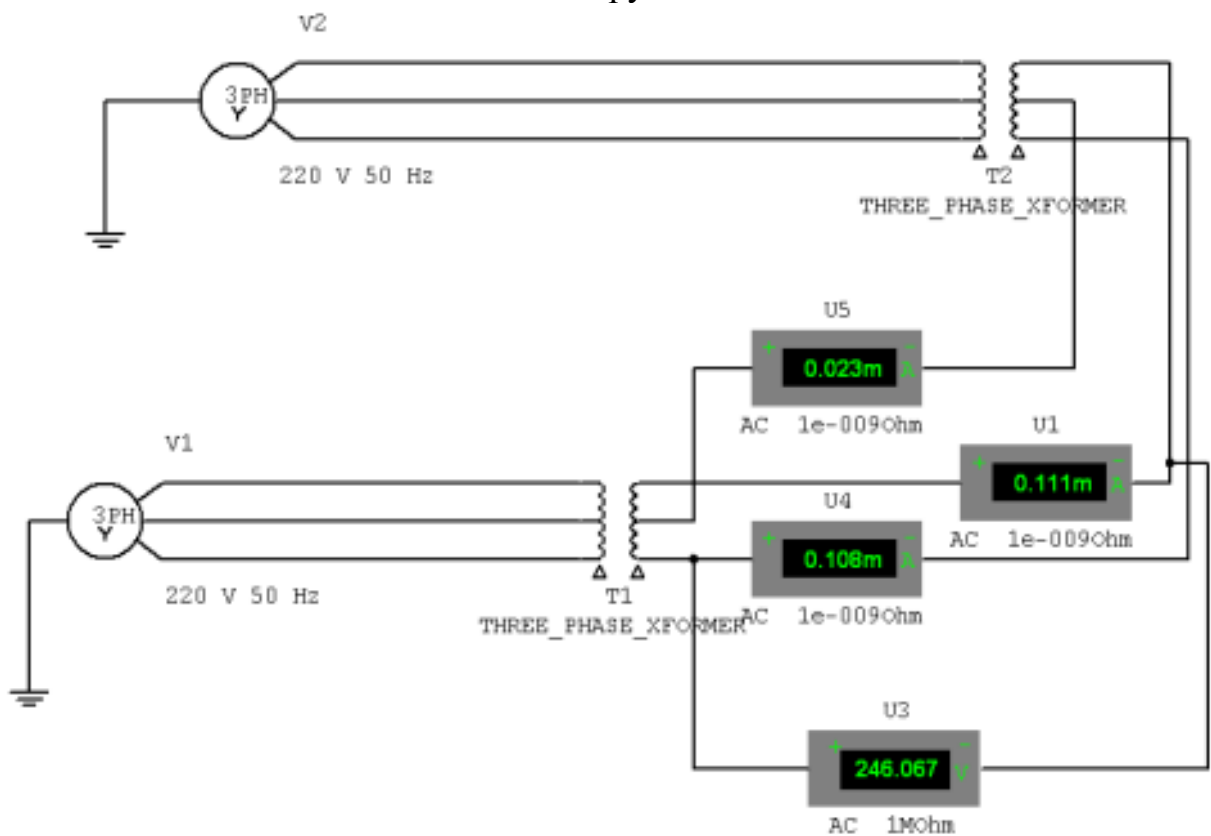 ру
V2
3PH
Y
220 V 50 Hz
T2
THREE_PHASE_XFORMER
U5
+ -
0.023m A
AC 1e-009Ohm
U1
+ -
0.111m A
AC 1e-009Ohm
V1
3PH
Y
220 V 50 Hz
T1
THREE_PHASE_XFORMER
U4
+ -
0.108m A
AC 1e-009Ohm
U3
+ -
246.067 V
AC 1MOhm